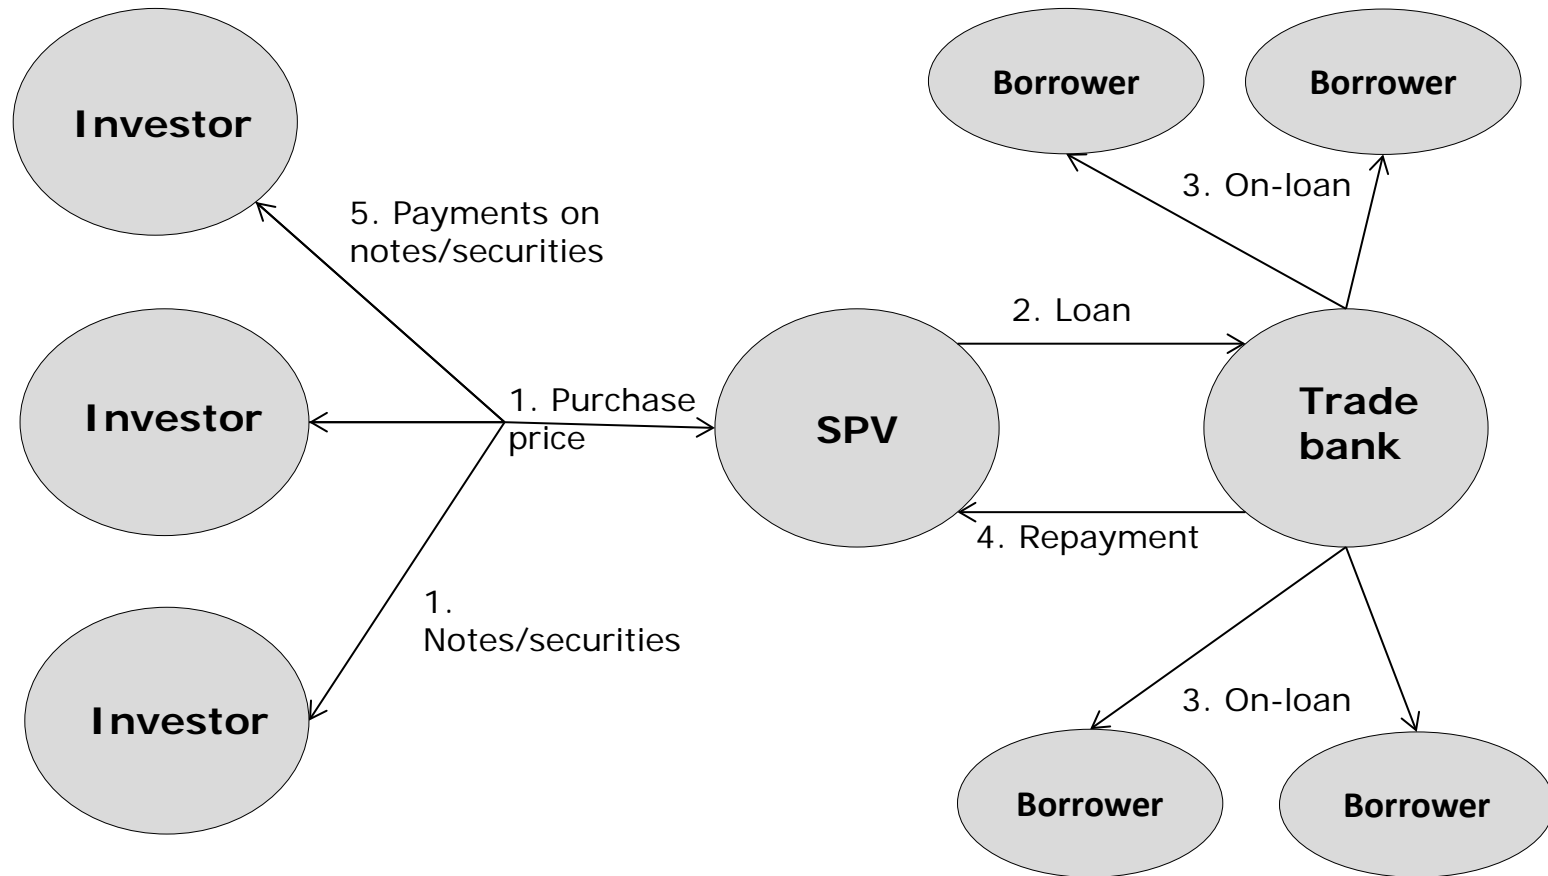 Borrower
Borrower
Investor
3. On-loan
5. Payments on
notes/securities
2. Loan
1. Purchase
price
Investor
SPV
Trade
bank
4. Repayment
1.
Notes/securities
3. On-loan
Investor
Borrower
Borrower